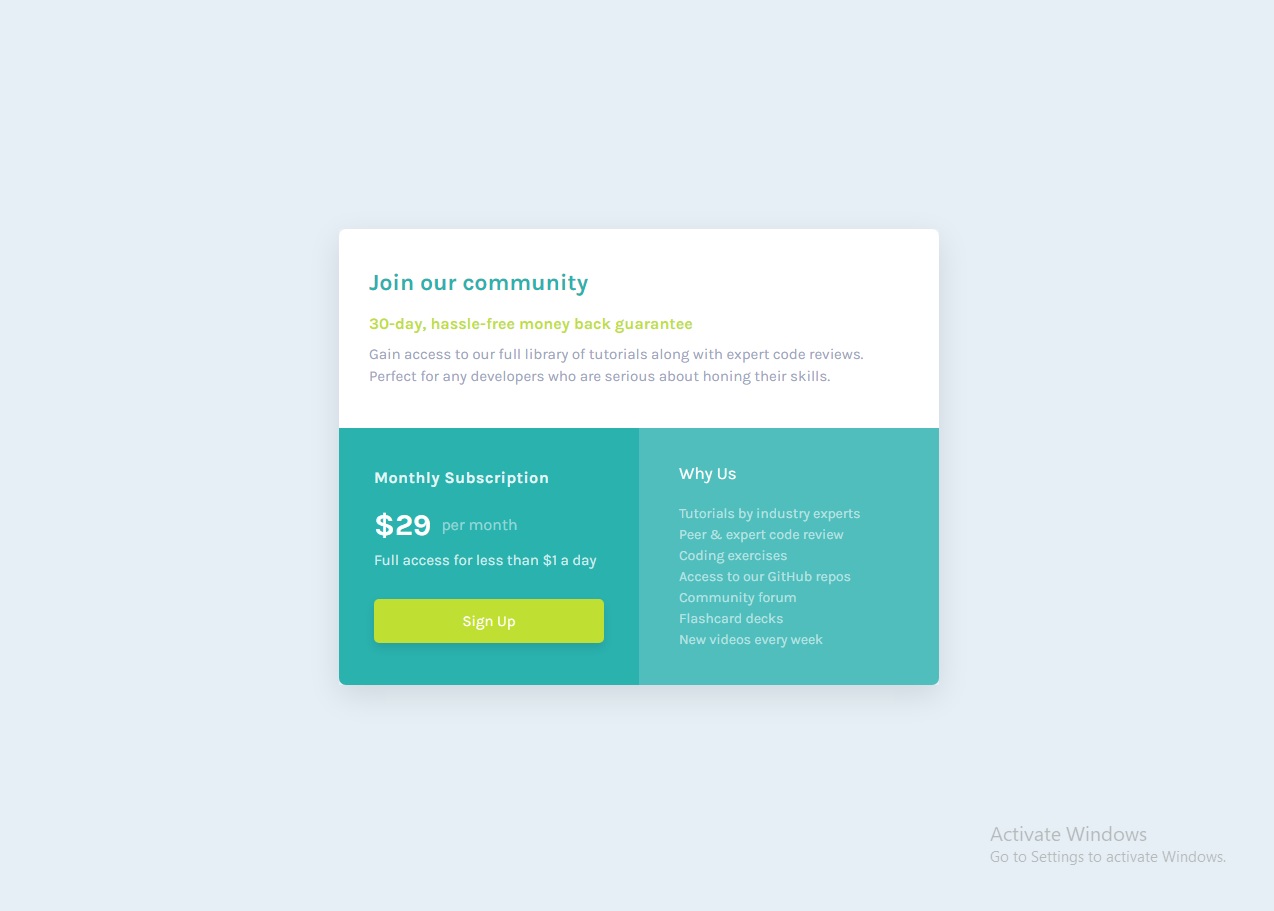 Join our community
30-day, hassle-free money back guarantee
Gain access to our full library of tutorials along with expert code reviews.
Perfect for any developers who are serious about honing their skills.
Monthly Subscription
$29 per month
Full access for less than $1 a day
Sign Up
Why Us
Tutorials by industry experts
Peer & expert code review
Coding exercises
Access to our GitHub repos
Community forum
Flashcard decks
New videos every week
Activate Windows
Go to Settings to activate Windows.